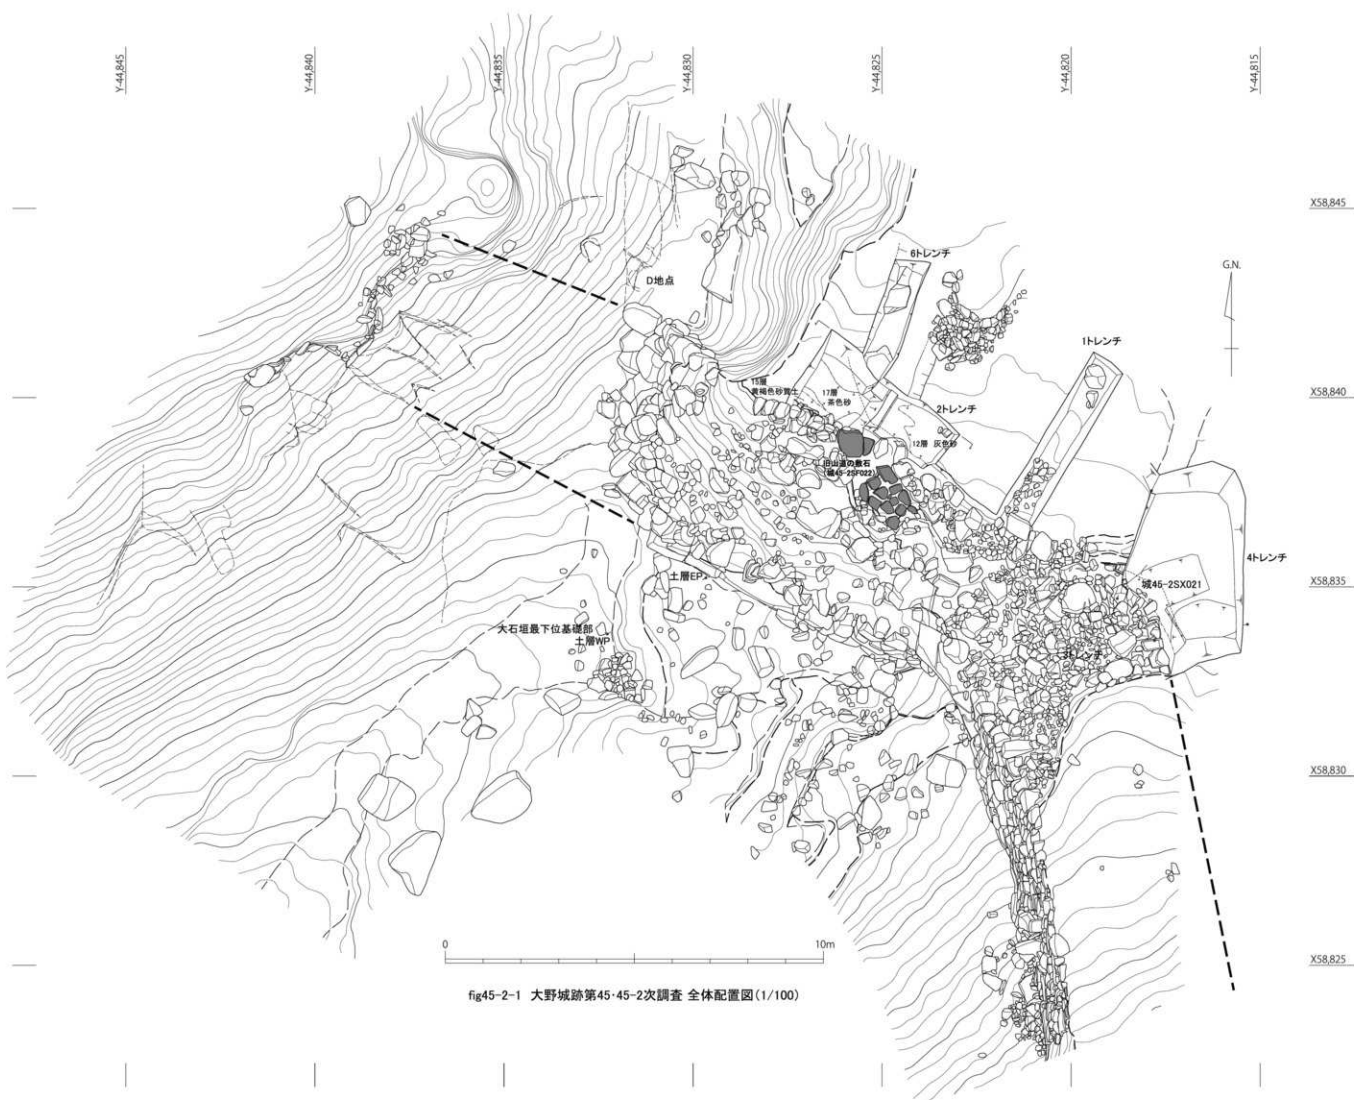 Y-44,845
Y-44,840
Y-44,835
Y-44,830
Y-44,825
Y-44,820
Y-44,815
X58,845
G.N.
6トレンチ
D地点
1トレンチ
15層
黄褐色砂質土
17層
茶色砂
X58,840
2トレンチ
12層 灰色砂
旧山道の敷石
(城45-2SF022)
土層EP
4トレンチ
城45-2SX021
X58,835
大石垣最下位基礎部
土層WP
3トレンチ
X58,830
0
10m
X58,825
fig45-2-1 大野城跡第45・45-2次調査 全体配置図(1/100)